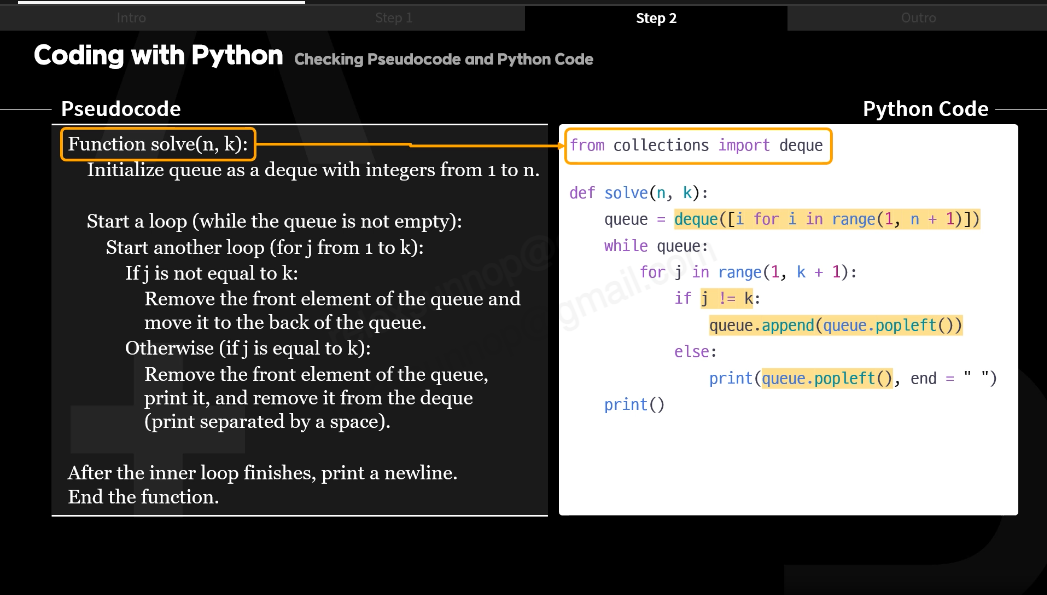 Intro
Step 1
Step 2
Outro
Coding with Python
Checking Pseudocode and Python Code
Pseudocode
Python Code
Function solve(n, k):
Initialize queue as a deque with integers from 1 to n.
Start a loop (while the queue is not empty):
Start another loop (for j from 1 to k):
If j is not equal to k:
Remove the front element of the queue and
move it to the back of the queue.
Otherwise (if j is equal to k):
Remove the front element of the queue,
print it, and remove it from the deque
(print separated by a space).
After the inner loop finishes, print a newline.
End the function.
from collections import deque
def solve(n, k):
queue = deque([i for i in range(1, n + 1)])
while queue:
for j in range(1, k + 1):
if j != k:
queue.append(queue.popleft())
else:
print(queue.popleft(), end = " ")
print()